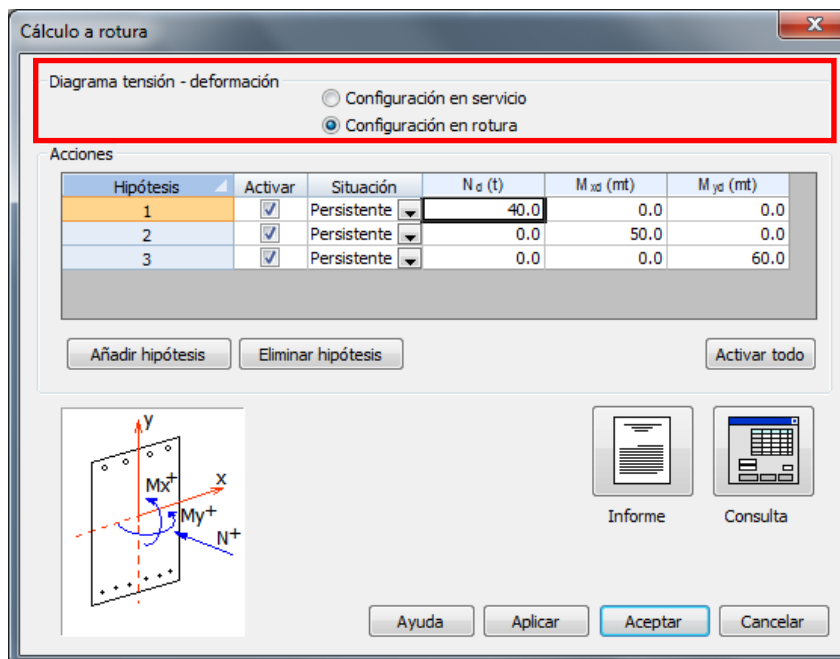 Cálculo a rotura
Diagrama tensión - deformación
Configuración en servicio
Configuración en rotura
Acciones
Hipótesis Activar Situación N d (t) M xd (mt) M yd (mt)
1 Persistente 40.0 0.0 0.0
2 Persistente 0.0 50.0 0.0
3 Persistente 0.0 0.0 60.0
Añadir hipótesis Eliminar hipótesis Activar todo
y
x
Mx+
My+
N+
Informe Consulta
Ayuda Aplicar Aceptar Cancelar